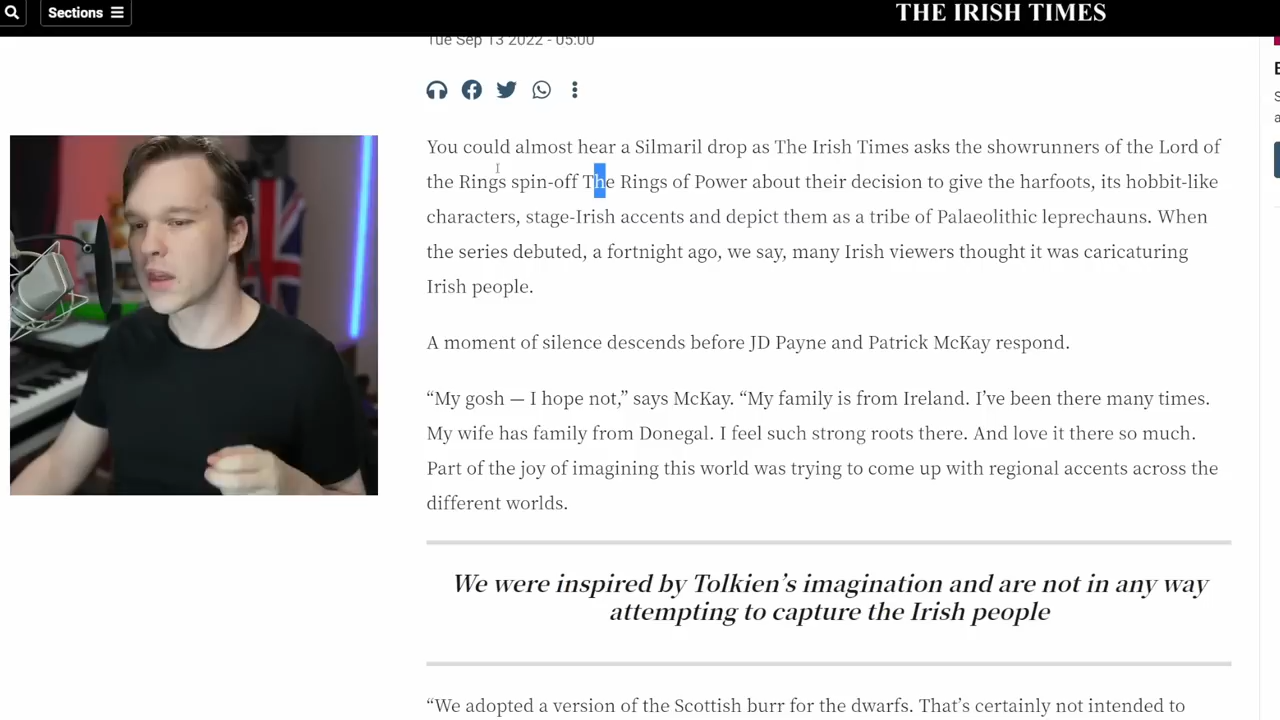 Sections
THE IRISH TIMES
Tue Sep 13 2022 - 05:00
You could almost hear a Silmaril drop as The Irish Times asks the showrunners of the Lord of
the Rings spin-off The Rings of Power about their decision to give the harfoots, its hobbit-like
characters, stage-Irish accents and depict them as a tribe of Palaeolithic leprechauns. When
the series debuted, a fortnight ago, we say, many Irish viewers thought it was caricaturing
Irish people.
A moment of silence descends before JD Payne and Patrick McKay respond.
“My gosh — I hope not,” says McKay. “My family is from Ireland. I’ve been there many times.
My wife has family from Donegal. I feel such strong roots there. And love it there so much.
Part of the joy of imagining this world was trying to come up with regional accents across the
different worlds.
We were inspired by Tolkien’s imagination and are not in any way
attempting to capture the Irish people
“We adopted a version of the Scottish burr for the dwarfs. That’s certainly not intended to